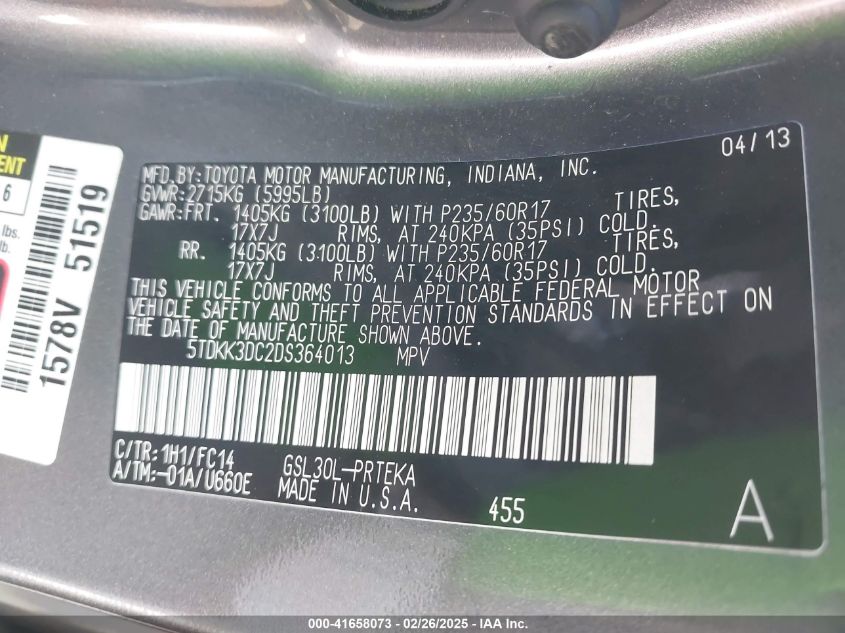 N
ENT
6
lbs.
lb.
1578V 51519
04/13
MFD.BY:TOYOTA MOTOR MANUFACTURING, INDIANA, INC.
GVWR:2715KG (5995LB)
GAWR:FRT. 1405KG (3100LB) WITH P235/60R17 TIRES,
17X7J RIMS, AT 240KPA (35PSI) COLD.
RR. 1405KG (3100LB) WITH P235/60R17 TIRES,
17X7J RIMS, AT 240KPA (35PSI) COLD.
THIS VEHICLE CONFORMS TO ALL APPLICABLE FEDERAL MOTOR
VEHICLE SAFETY AND THEFT PREVENTION STANDARDS IN EFFECT ON
THE DATE OF MANUFACTURE SHOWN ABOVE.
5TDKK3DC2DS364013 MPV
C/TR:1H1/FC14
A/TM:-01A/U660E
GSL30L-PRTEKA
MADE IN U.S.A.
455
A
000-41658073 - 02/26/2025 - IAA Inc.